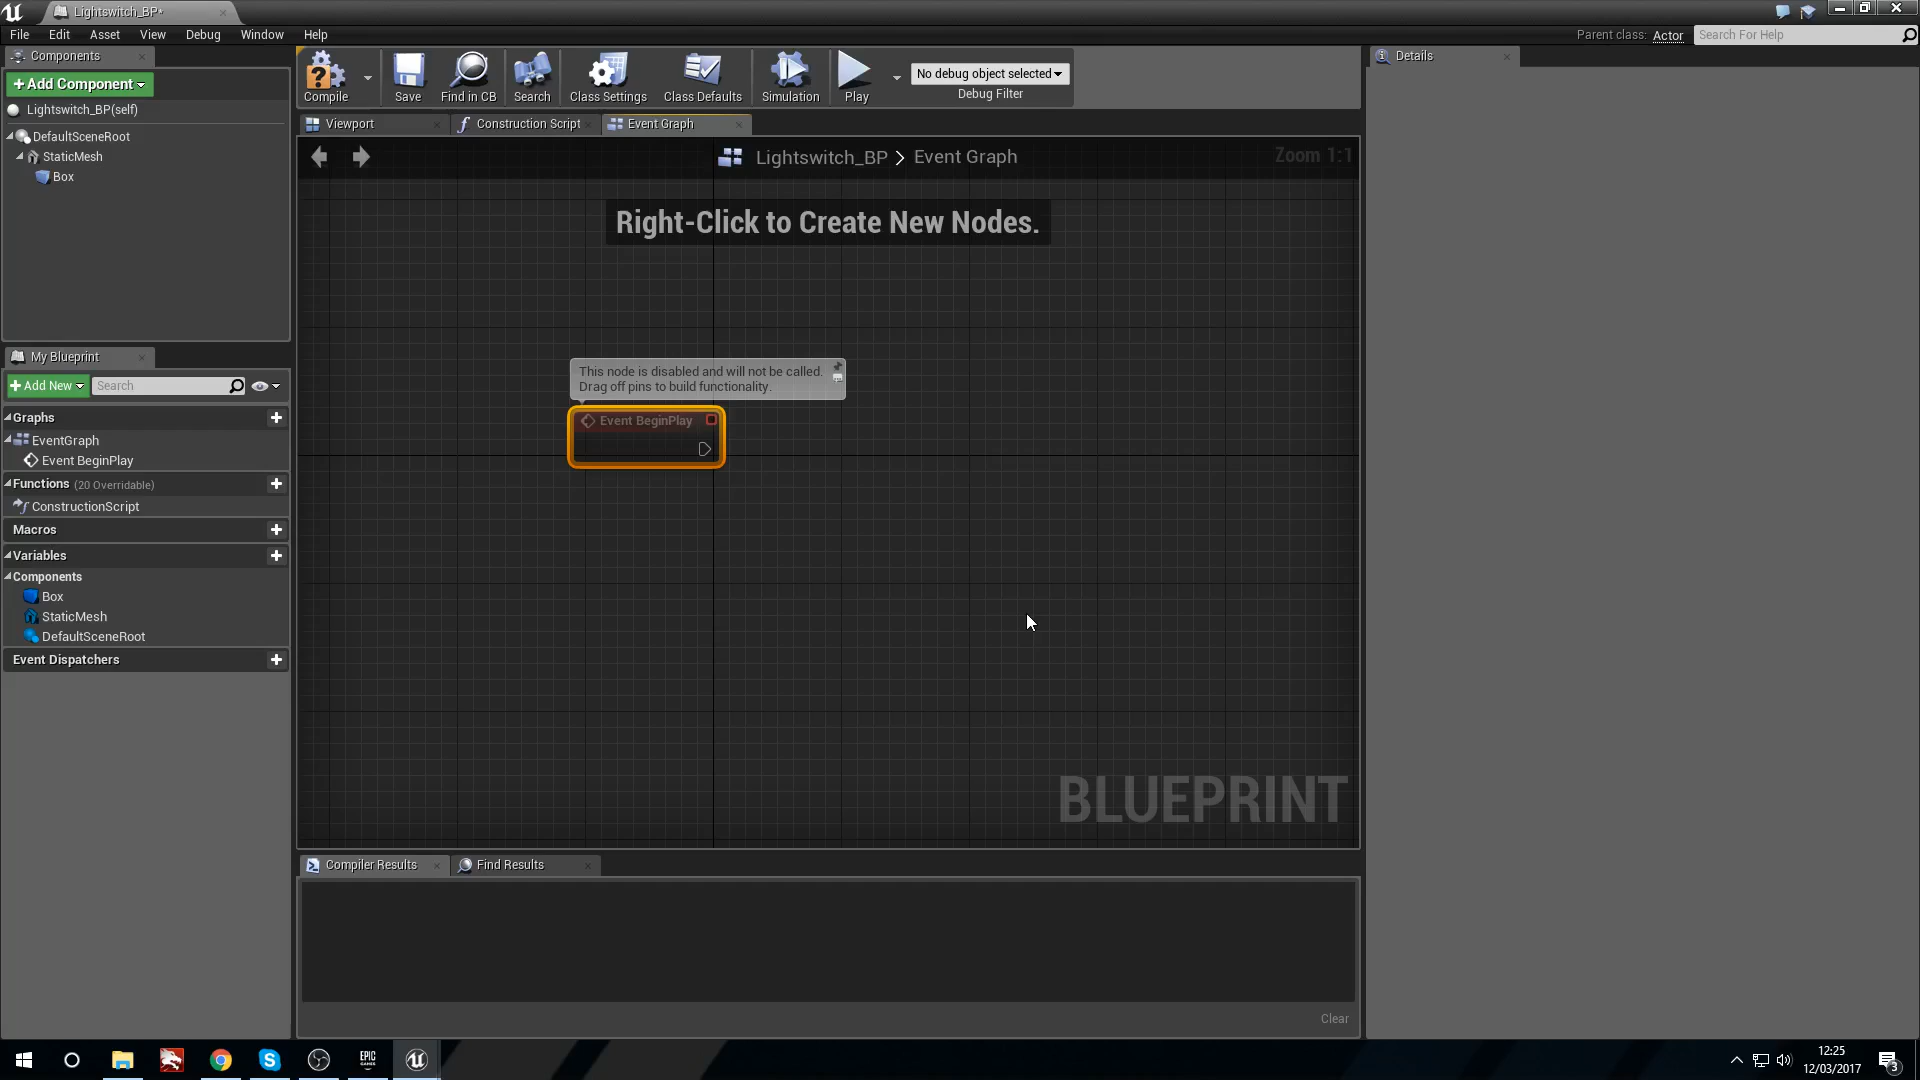 Lightswitch_BP*
File Edit Asset View Debug Window Help
Parent class: Actor Search For Help
Components
+Add Component
Lightswitch_BP(self)
DefaultSceneRoot
StaticMesh
Box
Compile Save Find in CB Search Class Settings Class Defaults Simulation Play
No debug object selected
Debug Filter
Details
Viewport Construction Script Event Graph
Lightswitch_BP > Event Graph
Zoom 1:1
Right-Click to Create New Nodes.
This node is disabled and will not be called.
Drag off pins to build functionality.
Event BeginPlay
BLUEPRINT
My Blueprint
+Add New Search
Graphs
EventGraph
Event BeginPlay
Functions (20 Overridable)
ConstructionScript
Macros
Variables
Components
Box
StaticMesh
DefaultSceneRoot
Event Dispatchers
Compiler Results Find Results
Clear
EPIC
GAMES
12:25
12/03/2017
3